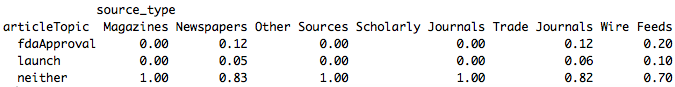 source_type
articleTopic Magazines Newspapers Other Sources Scholarly Journals Trade Journals Wire Feeds
fdaApproval 0.00 0.12 0.00 0.00 0.12 0.20
launch 0.00 0.05 0.00 0.00 0.06 0.10
neither 1.00 0.83 1.00 1.00 0.82 0.70